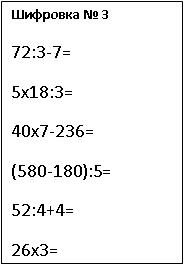 Шифровка № 3
72:3-7=
5х18:3=
40х7-236=
(580-180):5=
52:4+4=
26х3=